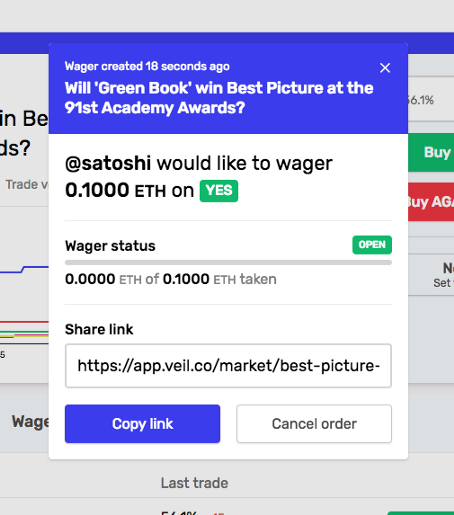 Wager created 18 seconds ago
Will 'Green Book' win Best Picture at the
91st Academy Awards?
@satoshi would like to wager
0.1000 ETH on YES
Wager status OPEN
0.0000 ETH of 0.1000 ETH taken
Share link
https://app.veil.co/market/best-picture-
Copy link Cancel order
in Be
ds?
Trade v
56.1%
Buy
Buy AGA
Set
5
Wage
Last trade